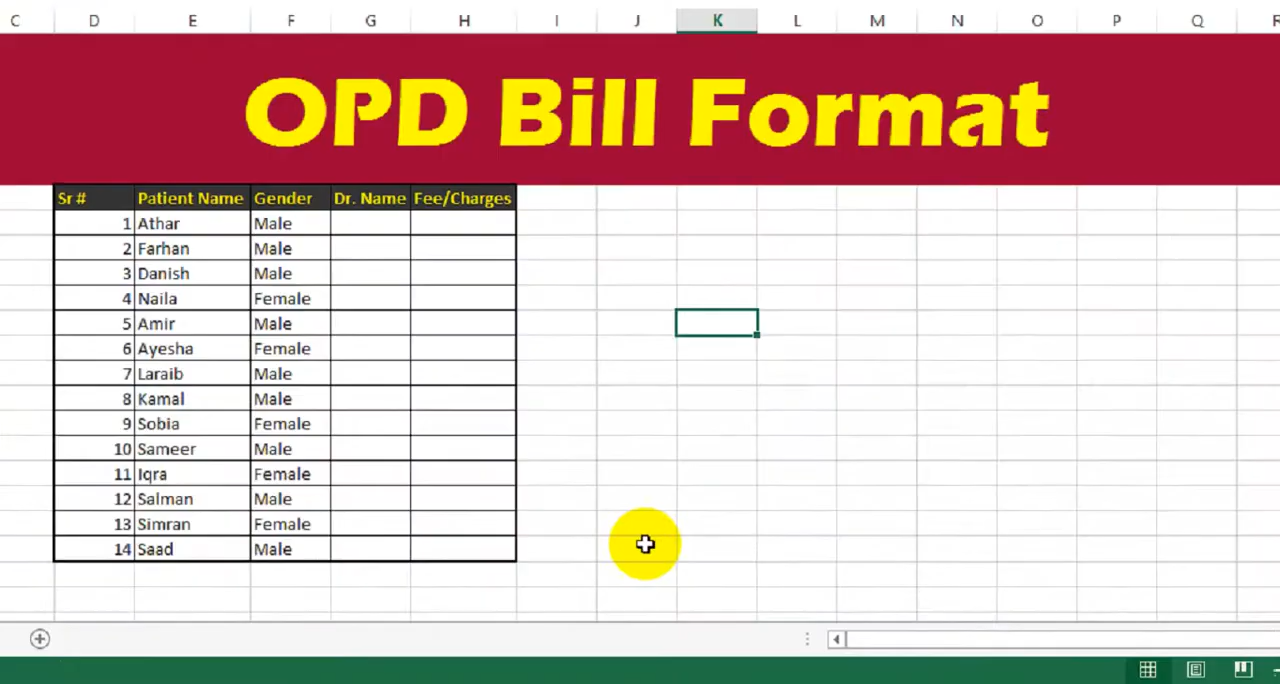 C D E F G H I J K L M N O P Q R
OPD Bill Format
Sr # Patient Name Gender Dr. Name Fee/Charges
1 Athar Male
2 Farhan Male
3 Danish Male
4 Naila Female
5 Amir Male
6 Ayesha Female
7 Laraib Male
8 Kamal Male
9 Sobia Female
10 Sameer Male
11 Iqra Female
12 Salman Male
13 Simran Female
14 Saad Male